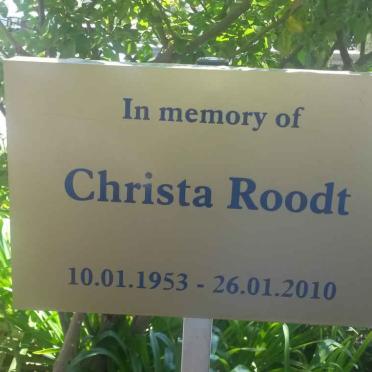 In memory of
Christa Roodt
10.01.1953 - 26.01.2010